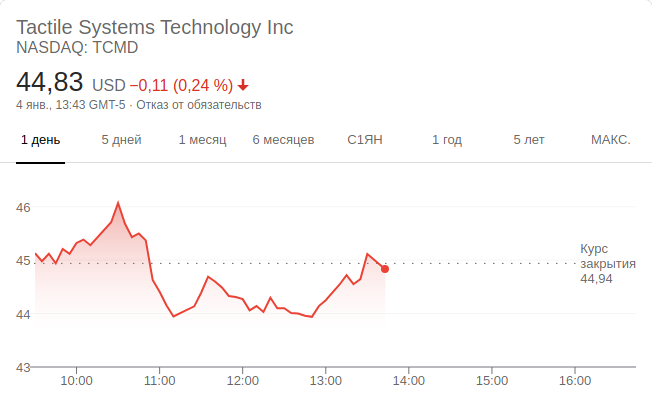 Tactile Systems Technology Inc
NASDAQ: TCMD
44,83 USD −0,11 (0,24 %)
4 янв., 13:43 GMT-5 · Отказ от обязательств
1 день 5 дней 1 месяц 6 месяцев С1ЯН 1 год 5 лет МАКС.
46
45
44
43
Курс
закрытия
44,94
10:00 11:00 12:00 13:00 14:00 15:00 16:00